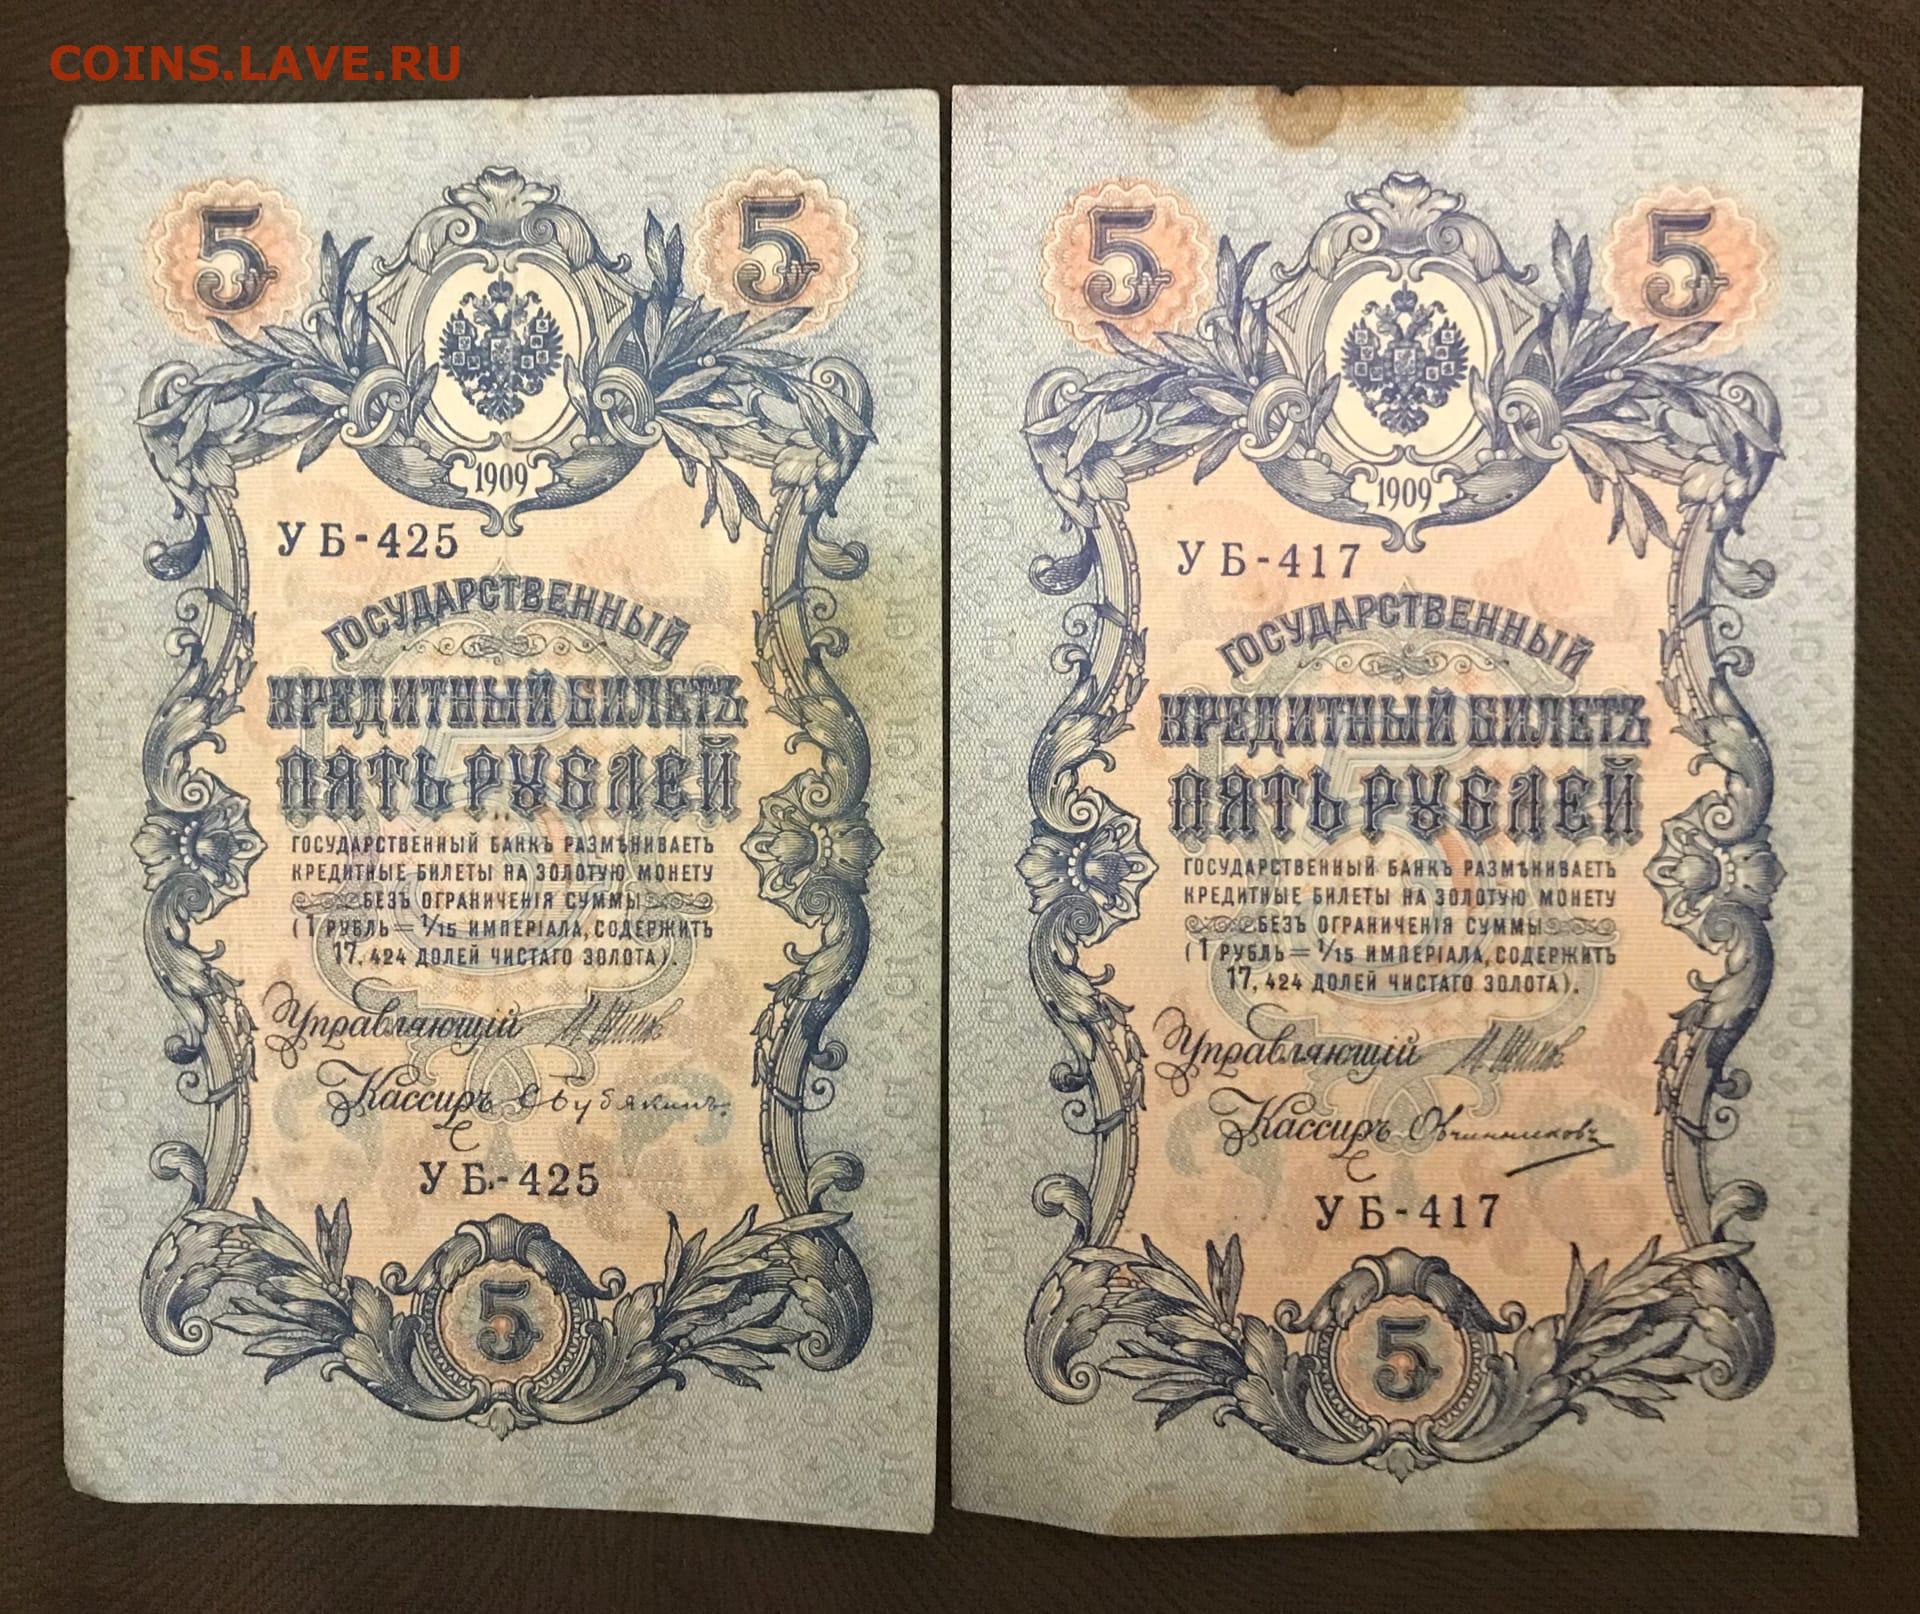 COINS.LAVE.RU
5 5
1909
УБ-425
ГОСУДАРСТВЕННЫЙ
КРЕДИТНЫЙ БИЛЕТЪ
ПЯТЬ РУБЛЕЙ
ГОСУДАРСТВЕННЫЙ БАНКЪ РАЗМѢНИВАЕТЪ
КРЕДИТНЫЕ БИЛЕТЫ НА ЗОЛОТУЮ МОНЕТУ
БЕЗЪ ОГРАНИЧЕНІЯ СУММЫ
(1 РУБЛЬ = 1/15 ИМПЕРІАЛА, СОДЕРЖИТЪ
17,424 ДОЛЕЙ ЧИСТАГО ЗОЛОТА).
Управляющій И Шипов
Кассиръ С Бубякинъ
УБ-425
5
5 5
1909
УБ-417
ГОСУДАРСТВЕННЫЙ
КРЕДИТНЫЙ БИЛЕТЪ
ПЯТЬ РУБЛЕЙ
ГОСУДАРСТВЕННЫЙ БАНКЪ РАЗМѢНИВАЕТЪ
КРЕДИТНЫЕ БИЛЕТЫ НА ЗОЛОТУЮ МОНЕТУ
БЕЗЪ ОГРАНИЧЕНІЯ СУММЫ
(1 РУБЛЬ = 1/15 ИМПЕРІАЛА, СОДЕРЖИТЪ
17,424 ДОЛЕЙ ЧИСТАГО ЗОЛОТА).
Управляющій И Шипов
Кассиръ Овчинниковъ
УБ-417
5